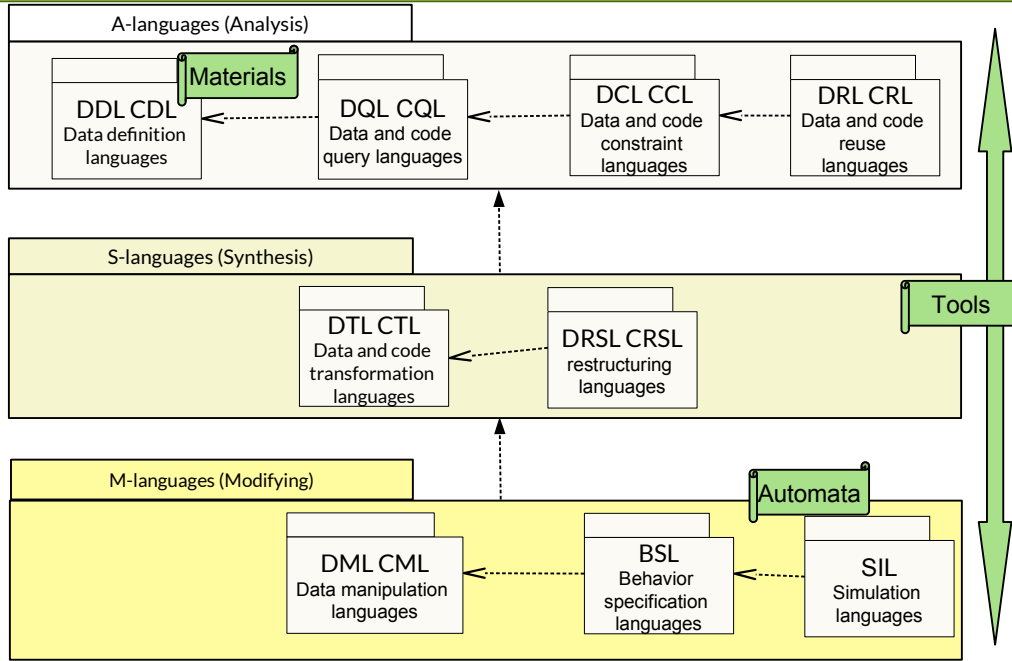 A-languages (Analysis)
Materials
DDL CDL
Data definition
languages
DQL CQL
Data and code
query languages
DCL CCL
Data and code
constraint
languages
DRL CRL
Data and code
reuse
languages
S-languages (Synthesis)
Tools
DTL CTL
Data and code
transformation
languages
DRSL CRSL
restructuring
languages
M-languages (Modifying)
Automata
DML CML
Data manipulation
languages
BSL
Behavior
specification
languages
SIL
Simulation
languages